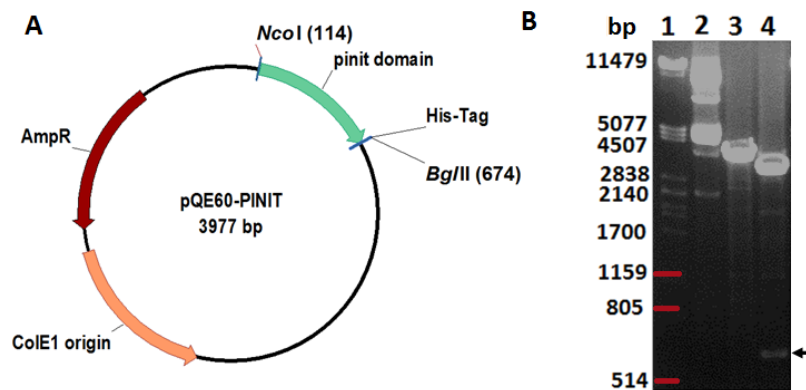 A
NcoI (114)
pinit domain
His-Tag
BglII (674)
AmpR
pQE60-PINIT
3977 bp
ColE1 origin
B
bp 1 2 3 4
11479
5077
4507
2838
2140
1700
1159
805
514